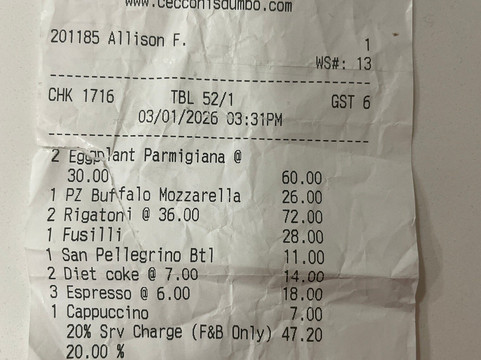 www.cecconisdumbo.com
201185 Allison F.
1
WS#: 13
CHK 1716 TBL 52/1 GST 6
03/01/2026 03:31PM
2 Eggplant Parmigiana @
30.00 60.00
1 PZ Buffalo Mozzarella 26.00
2 Rigatoni @ 36.00 72.00
1 Fusilli 28.00
1 San Pellegrino Btl 11.00
2 Diet coke @ 7.00 14.00
3 Espresso @ 6.00 18.00
1 Cappuccino 7.00
20% Srv Charge (F&B Only) 47.20
20.00 %